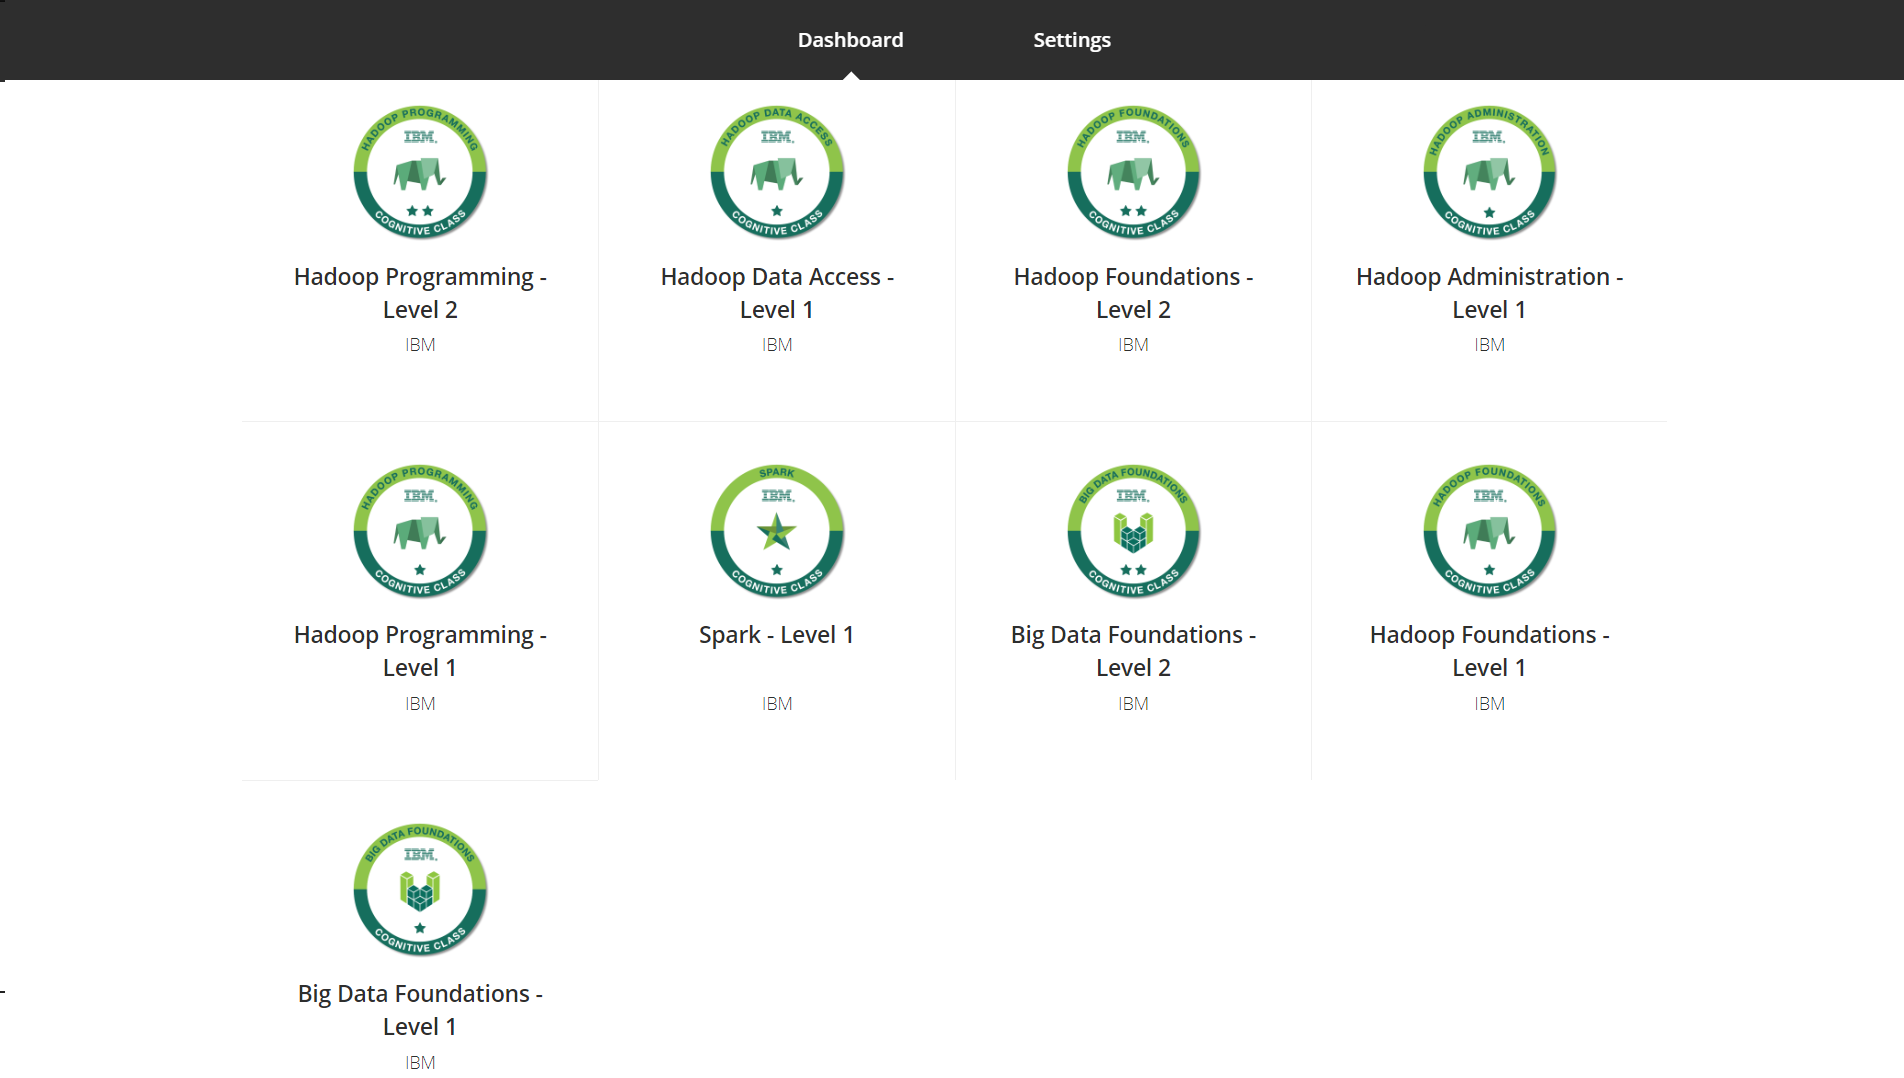 Dashboard
Settings
HADOOP PROGRAMMING
IBM.
COGNITIVE CLASS
Hadoop Programming -
Level 2
IBM
HADOOP DATA ACCESS
IBM.
COGNITIVE CLASS
Hadoop Data Access -
Level 1
IBM
HADOOP FOUNDATIONS
IBM.
COGNITIVE CLASS
Hadoop Foundations -
Level 2
IBM
HADOOP ADMINISTRATION
IBM.
COGNITIVE CLASS
Hadoop Administration -
Level 1
IBM
HADOOP PROGRAMMING
IBM.
COGNITIVE CLASS
Hadoop Programming -
Level 1
IBM
SPARK
IBM.
COGNITIVE CLASS
Spark - Level 1
IBM
BIG DATA FOUNDATIONS
IBM.
COGNITIVE CLASS
Big Data Foundations -
Level 2
IBM
HADOOP FOUNDATIONS
IBM.
COGNITIVE CLASS
Hadoop Foundations -
Level 1
IBM
BIG DATA FOUNDATIONS
IBM.
COGNITIVE CLASS
Big Data Foundations -
Level 1
IBM